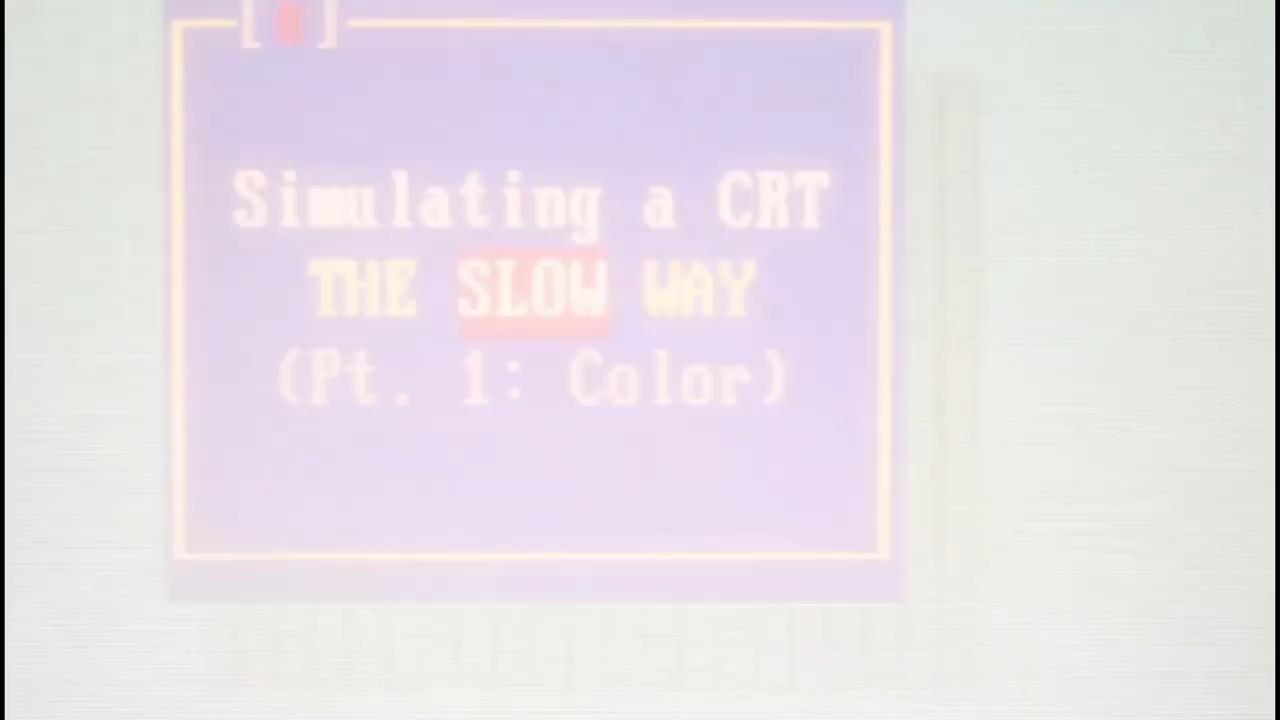 [ ]
Simulating a CRT
THE SLOW WAY
(Pt. 1: Color)